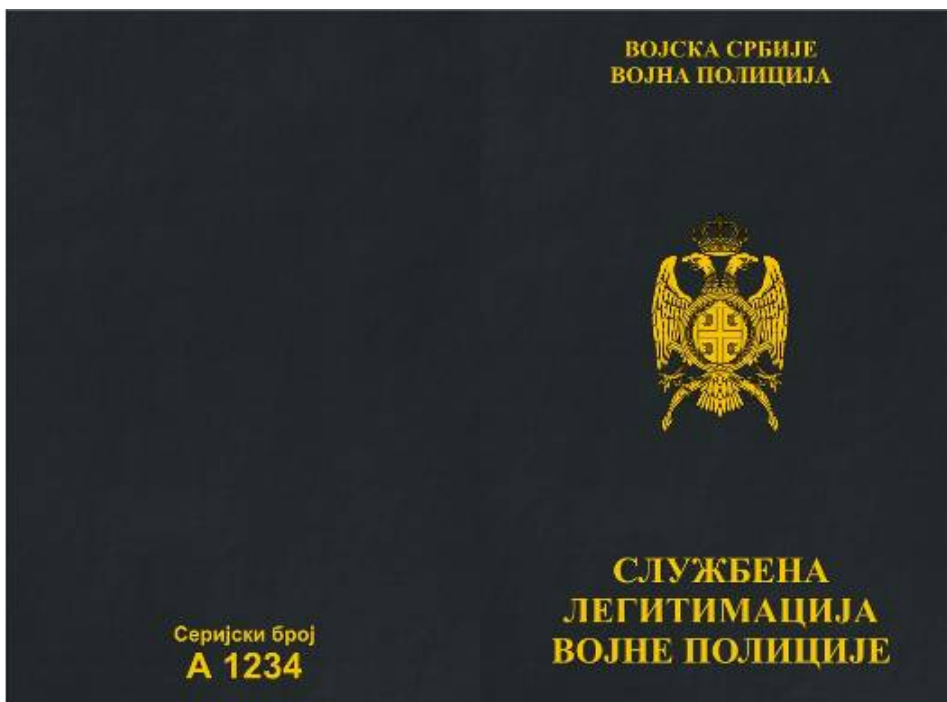 ВОЈСКА СРБИЈЕ
ВОЈНА ПОЛИЦИЈА
СЛУЖБЕНА
ЛЕГИТИМАЦИЈА
ВОЈНЕ ПОЛИЦИЈЕ
Серијски број
А 1234